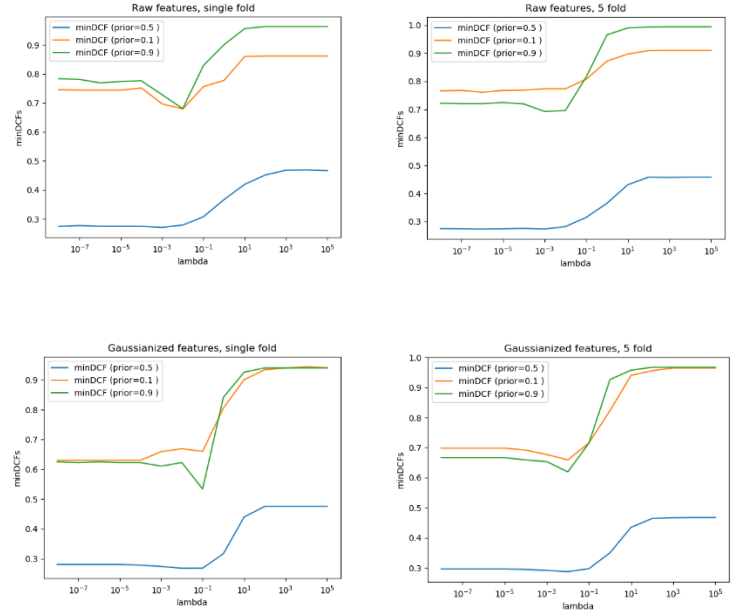 Raw features, single fold
minDCF (prior=0.5 )
minDCF (prior=0.1 )
minDCF (prior=0.9 )
0.9
0.8
0.7
0.6
0.5
0.4
0.3
minDCFs
10⁻⁷ 10⁻⁵ 10⁻³ 10⁻¹ 10¹ 10³ 10⁵
lambda
Raw features, 5 fold
minDCF (prior=0.5 )
minDCF (prior=0.1 )
minDCF (prior=0.9 )
1.0
0.9
0.8
0.7
0.6
0.5
0.4
0.3
minDCFs
10⁻⁷ 10⁻⁵ 10⁻³ 10⁻¹ 10¹ 10³ 10⁵
lambda
Gaussianized features, single fold
minDCF (prior=0.5 )
minDCF (prior=0.1 )
minDCF (prior=0.9 )
0.9
0.8
0.7
0.6
0.5
0.4
0.3
minDCFs
10⁻⁷ 10⁻⁵ 10⁻³ 10⁻¹ 10¹ 10³ 10⁵
lambda
Gaussianized features, 5 fold
minDCF (prior=0.5 )
minDCF (prior=0.1 )
minDCF (prior=0.9 )
1.0
0.9
0.8
0.7
0.6
0.5
0.4
0.3
minDCFs
10⁻⁷ 10⁻⁵ 10⁻³ 10⁻¹ 10¹ 10³ 10⁵
lambda